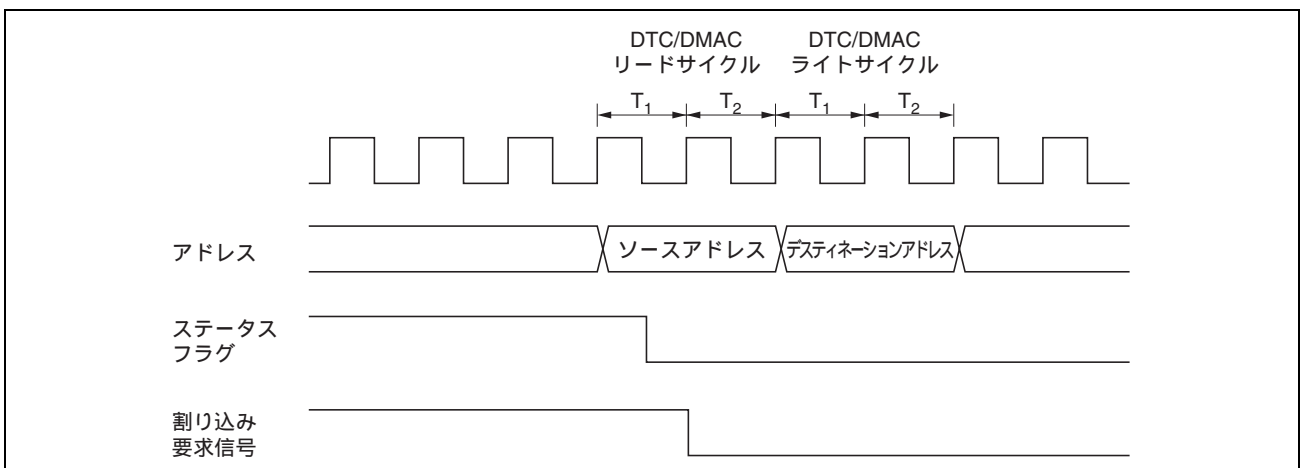 DTC/DMAC DTC/DMAC
リードサイクル ライトサイクル
T1 T2 T1 T2
アドレス ソースアドレス デスティネーションアドレス
ステータス
フラグ
割り込み
要求信号